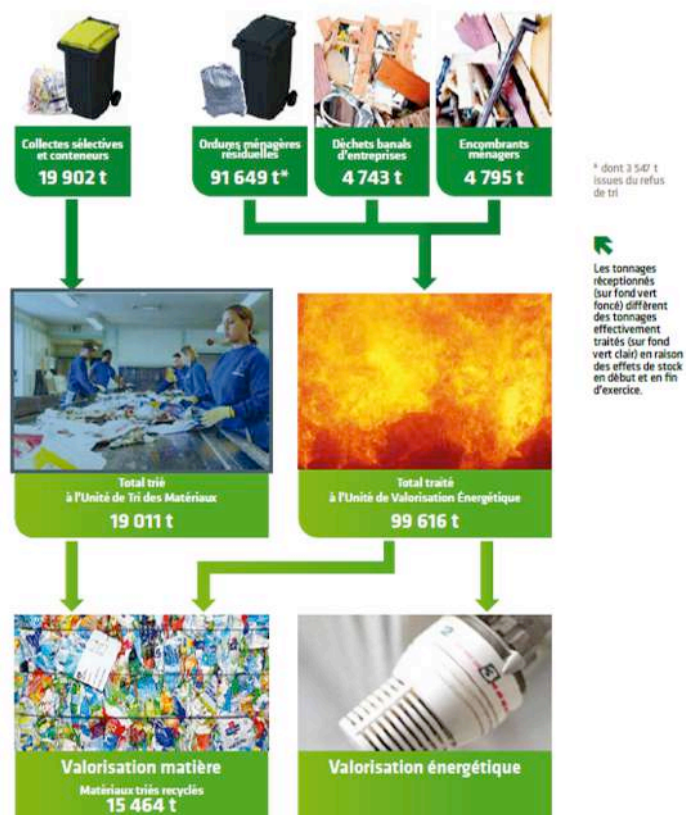 Collectes sélectives
et conteneurs
19 902 t
Ordures ménagères
résiduelles
91 649 t*
Déchets banals
d'entreprises
4 743 t
Encombrants
ménagers
4 795 t
* dont 3 547 t
issues du refus
de tri
Les tonnages
réceptionnés
(sur fond vert
foncé) diffèrent
des tonnages
effectivement
traités (sur fond
vert clair) en raison
des effets de stock
en début et en fin
d'exercice.
Total trié
à l'Unité de Tri des Matériaux
19 011 t
Total traité
à l'Unité de Valorisation Énergétique
99 616 t
Valorisation matière
Matériaux triés recyclés
15 464 t
Valorisation énergétique